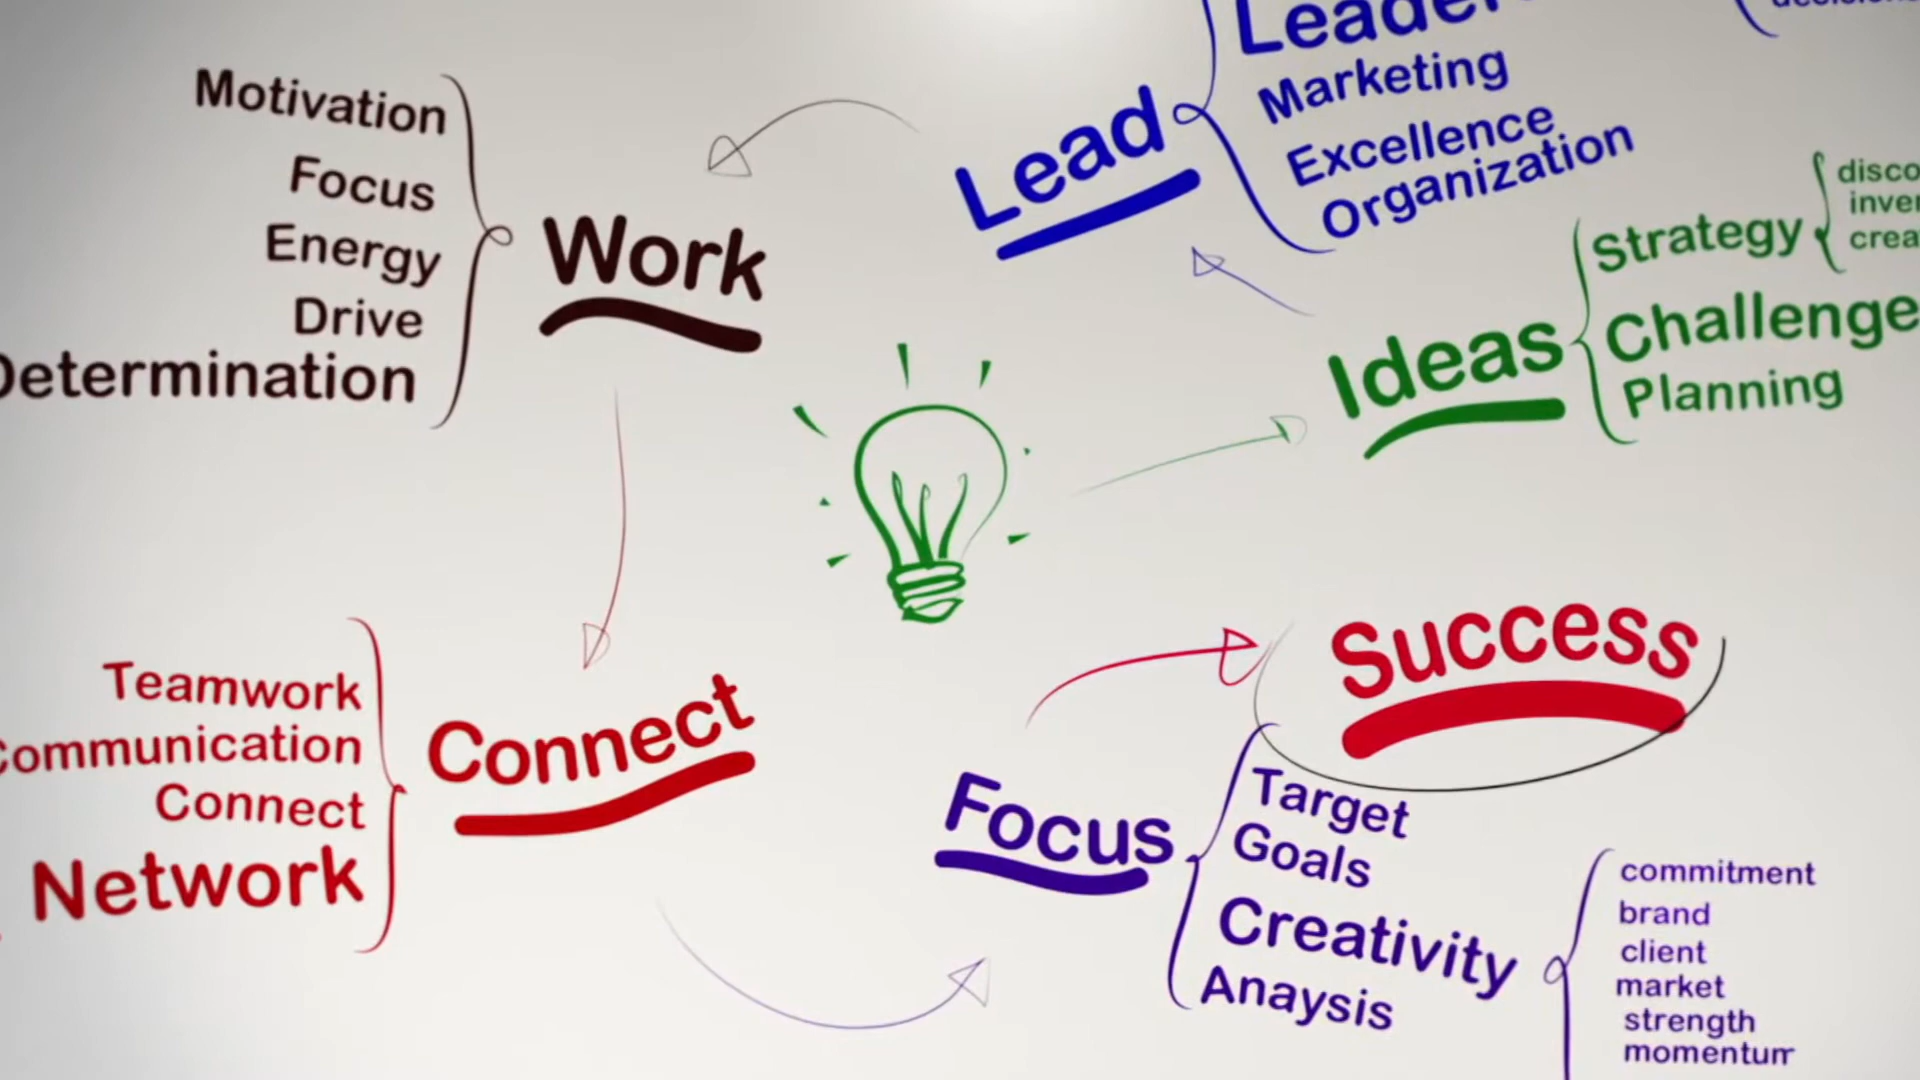 Motivation
Focus
Energy
Drive
Determination
Work
Lead
Marketing
Excellence
Organization
Ideas
Strategy
Challenge
Planning
Teamwork
Communication
Connect
Network
Connect
Focus
Target
Goals
Creativity
Anaysis
commitment
brand
client
market
strength
momentum
Success